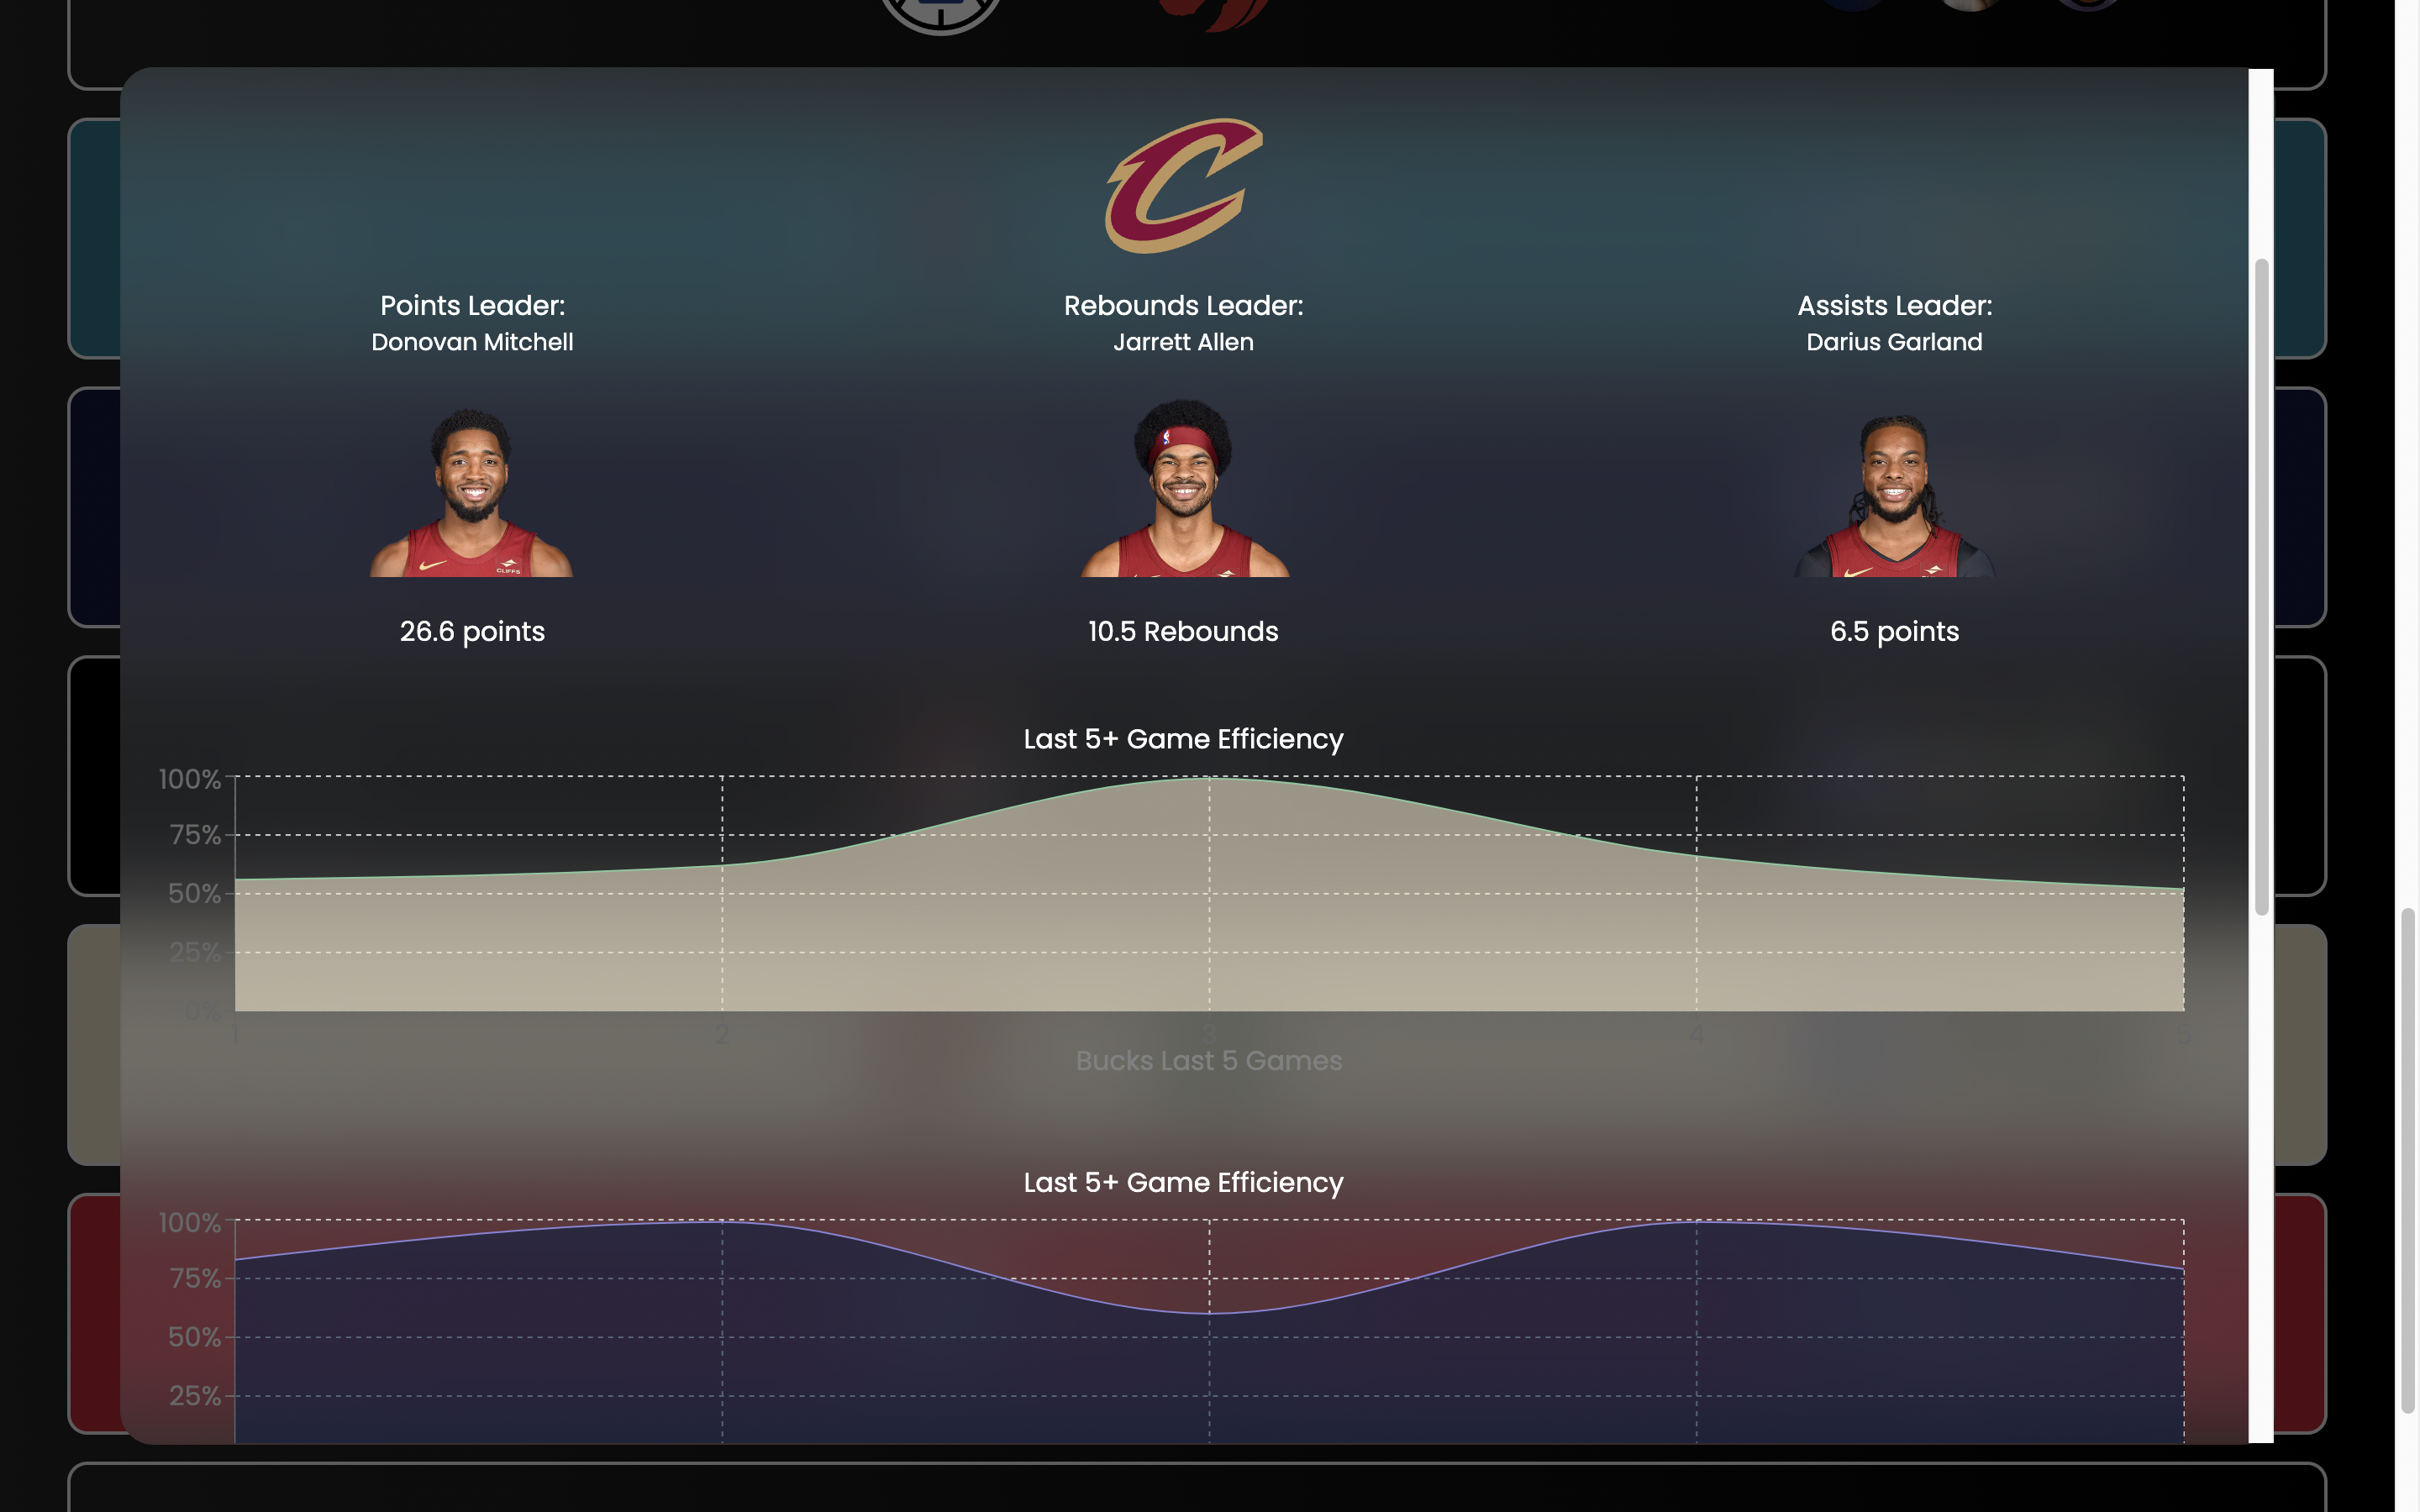 Points Leader:
Donovan Mitchell
Rebounds Leader:
Jarrett Allen
Assists Leader:
Darius Garland
CLIFFS
26.6 points
10.5 Rebounds
6.5 points
Last 5+ Game Efficiency
100%
75%
50%
25%
0%
1 2 3 4 5
Bucks Last 5 Games
Last 5+ Game Efficiency
100%
75%
50%
25%